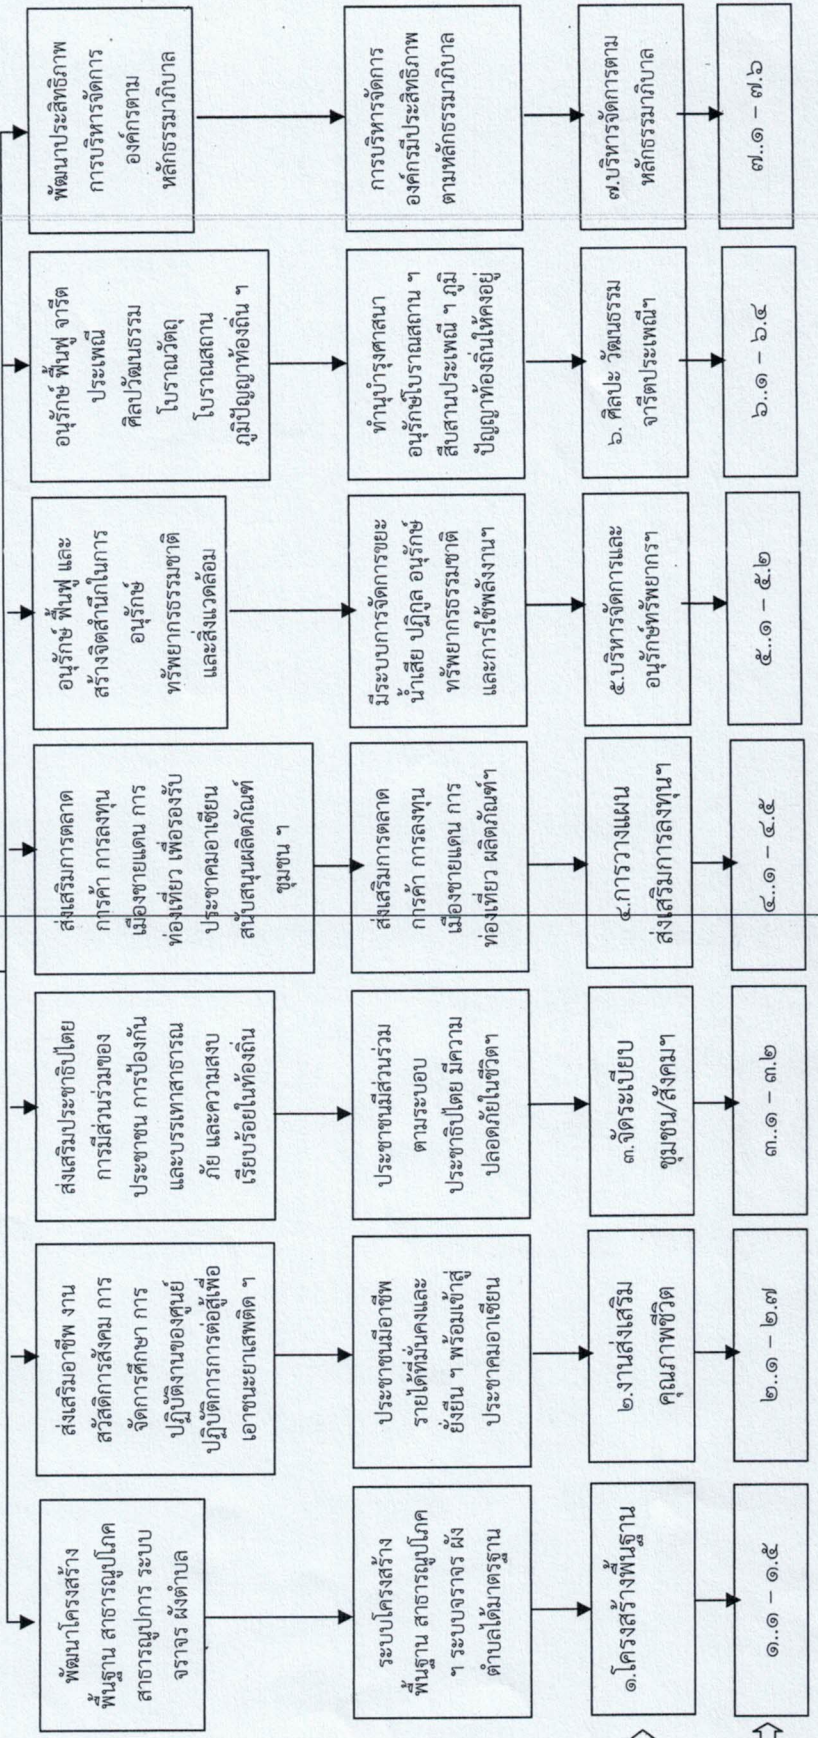 พัฒนาโครงสร้าง
พื้นฐาน สาธารณูปโภค
สาธารณูปการ ระบบ
จราจร ผังตำบล
ส่งเสริมอาชีพ งาน
สวัสดิการสังคม การ
จัดการศึกษา การ
ปฏิบัติงานของศูนย์
ปฏิบัติการการต่อสู้เพื่อ
เอาชนะยาเสพติด ฯ
ส่งเสริมประชาธิปไตย
การมีส่วนร่วมของ
ประชาชน การป้องกัน
และบรรเทาสาธารณ
ภัย และความสงบ
เรียบร้อยในท้องถิ่น
ส่งเสริมการตลาด
การค้า การลงทุน
เมืองชายแดน การ
ท่องเที่ยว เพื่อรองรับ
ประชาคมอาเซียน
สนับสนุนผลิตภัณฑ์
ชุมชน ฯ
อนุรักษ์ ฟื้นฟู และ
สร้างจิตสำนึกในการ
อนุรักษ์
ทรัพยากรธรรมชาติ
และสิ่งแวดล้อม
อนุรักษ์ ฟื้นฟู จารีต
ประเพณี
ศิลปวัฒนธรรม
โบราณวัตถุ
โบราณสถาน
ภูมิปัญญาท้องถิ่น ฯ
พัฒนาประสิทธิภาพ
การบริหารจัดการ
องค์กรตาม
หลักธรรมาภิบาล
ระบบโครงสร้าง
พื้นฐาน สาธารณูปโภค
ฯ ระบบจราจร ผัง
ตำบลได้มาตรฐาน
ประชาชนมีอาชีพ
รายได้ที่มั่นคงและ
ยั่งยืน ฯ พร้อมเข้าสู่
ประชาคมอาเซียน
ประชาชนมีส่วนร่วม
ตามระบอบ
ประชาธิปไตย มีความ
ปลอดภัยในชีวิตฯ
ส่งเสริมการตลาด
การค้า การลงทุน
เมืองชายแดน การ
ท่องเที่ยว ผลิตภัณฑ์ฯ
มีระบบการจัดการขยะ
น้ำเสีย ปฏิกูล อนุรักษ์
ทรัพยากรธรรมชาติ
และการใช้พลังงานฯ
ทำนุบำรุงศาสนา
อนุรักษ์โบราณสถาน ฯ
สืบสานประเพณี ฯ ภูมิ
ปัญญาท้องถิ่นให้คงอยู่
การบริหารจัดการ
องค์กรมีประสิทธิภาพ
ตามหลักธรรมาภิบาล
๑.โครงสร้างพื้นฐาน
๒.งานส่งเสริม
คุณภาพชีวิต
๓.จัดระเบียบ
ชุมชน/สังคมฯ
๔.การวางแผน
ส่งเสริมการลงทุนฯ
๕.บริหารจัดการและ
อนุรักษ์ทรัพยากรฯ
๖. ศิลปะ วัฒนธรรม
จารีตประเพณีฯ
๗.บริหารจัดการตาม
หลักธรรมาภิบาล
๑..๑ – ๑.๕
๒..๑ – ๒.๗
๓..๑ – ๓.๒
๔..๑ – ๔.๕
๕..๑ – ๕.๒
๖..๑ – ๖.๔
๗..๑ – ๗.๖